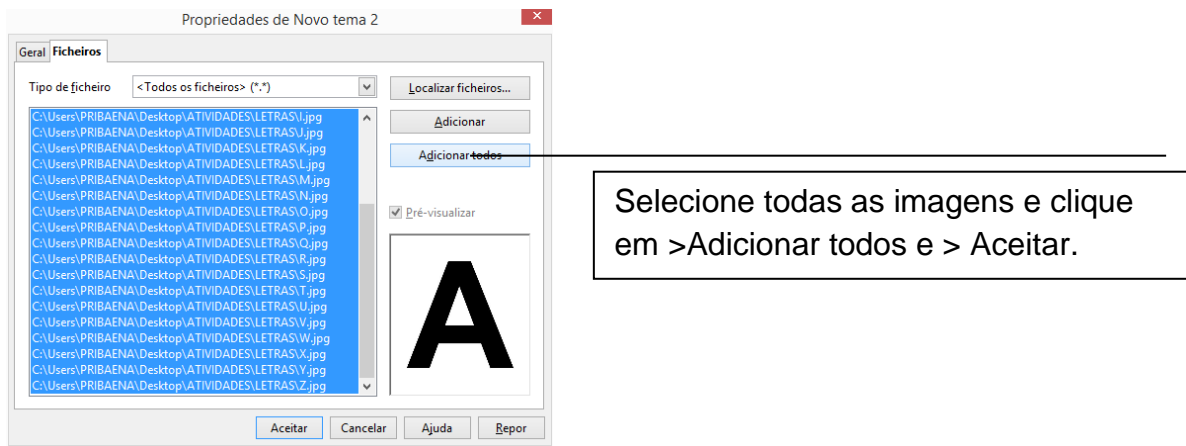 Propriedades de Novo tema 2
Geral Ficheiros
Tipo de ficheiro <Todos os ficheiros> (*.*)
Localizar ficheiros...
Adicionar
Adicionar todos
C:\Users\PRIBAENA\Desktop\ATIVIDADES\LETRAS\I.jpg
C:\Users\PRIBAENA\Desktop\ATIVIDADES\LETRAS\J.jpg
C:\Users\PRIBAENA\Desktop\ATIVIDADES\LETRAS\K.jpg
C:\Users\PRIBAENA\Desktop\ATIVIDADES\LETRAS\L.jpg
C:\Users\PRIBAENA\Desktop\ATIVIDADES\LETRAS\M.jpg
C:\Users\PRIBAENA\Desktop\ATIVIDADES\LETRAS\N.jpg
C:\Users\PRIBAENA\Desktop\ATIVIDADES\LETRAS\O.jpg
C:\Users\PRIBAENA\Desktop\ATIVIDADES\LETRAS\P.jpg
C:\Users\PRIBAENA\Desktop\ATIVIDADES\LETRAS\Q.jpg
C:\Users\PRIBAENA\Desktop\ATIVIDADES\LETRAS\R.jpg
C:\Users\PRIBAENA\Desktop\ATIVIDADES\LETRAS\S.jpg
C:\Users\PRIBAENA\Desktop\ATIVIDADES\LETRAS\T.jpg
C:\Users\PRIBAENA\Desktop\ATIVIDADES\LETRAS\U.jpg
C:\Users\PRIBAENA\Desktop\ATIVIDADES\LETRAS\V.jpg
C:\Users\PRIBAENA\Desktop\ATIVIDADES\LETRAS\W.jpg
C:\Users\PRIBAENA\Desktop\ATIVIDADES\LETRAS\X.jpg
C:\Users\PRIBAENA\Desktop\ATIVIDADES\LETRAS\Y.jpg
C:\Users\PRIBAENA\Desktop\ATIVIDADES\LETRAS\Z.jpg
Pré-visualizar
A
Aceitar Cancelar Ajuda Repor
Selecione todas as imagens e clique
em >Adicionar todos e > Aceitar.